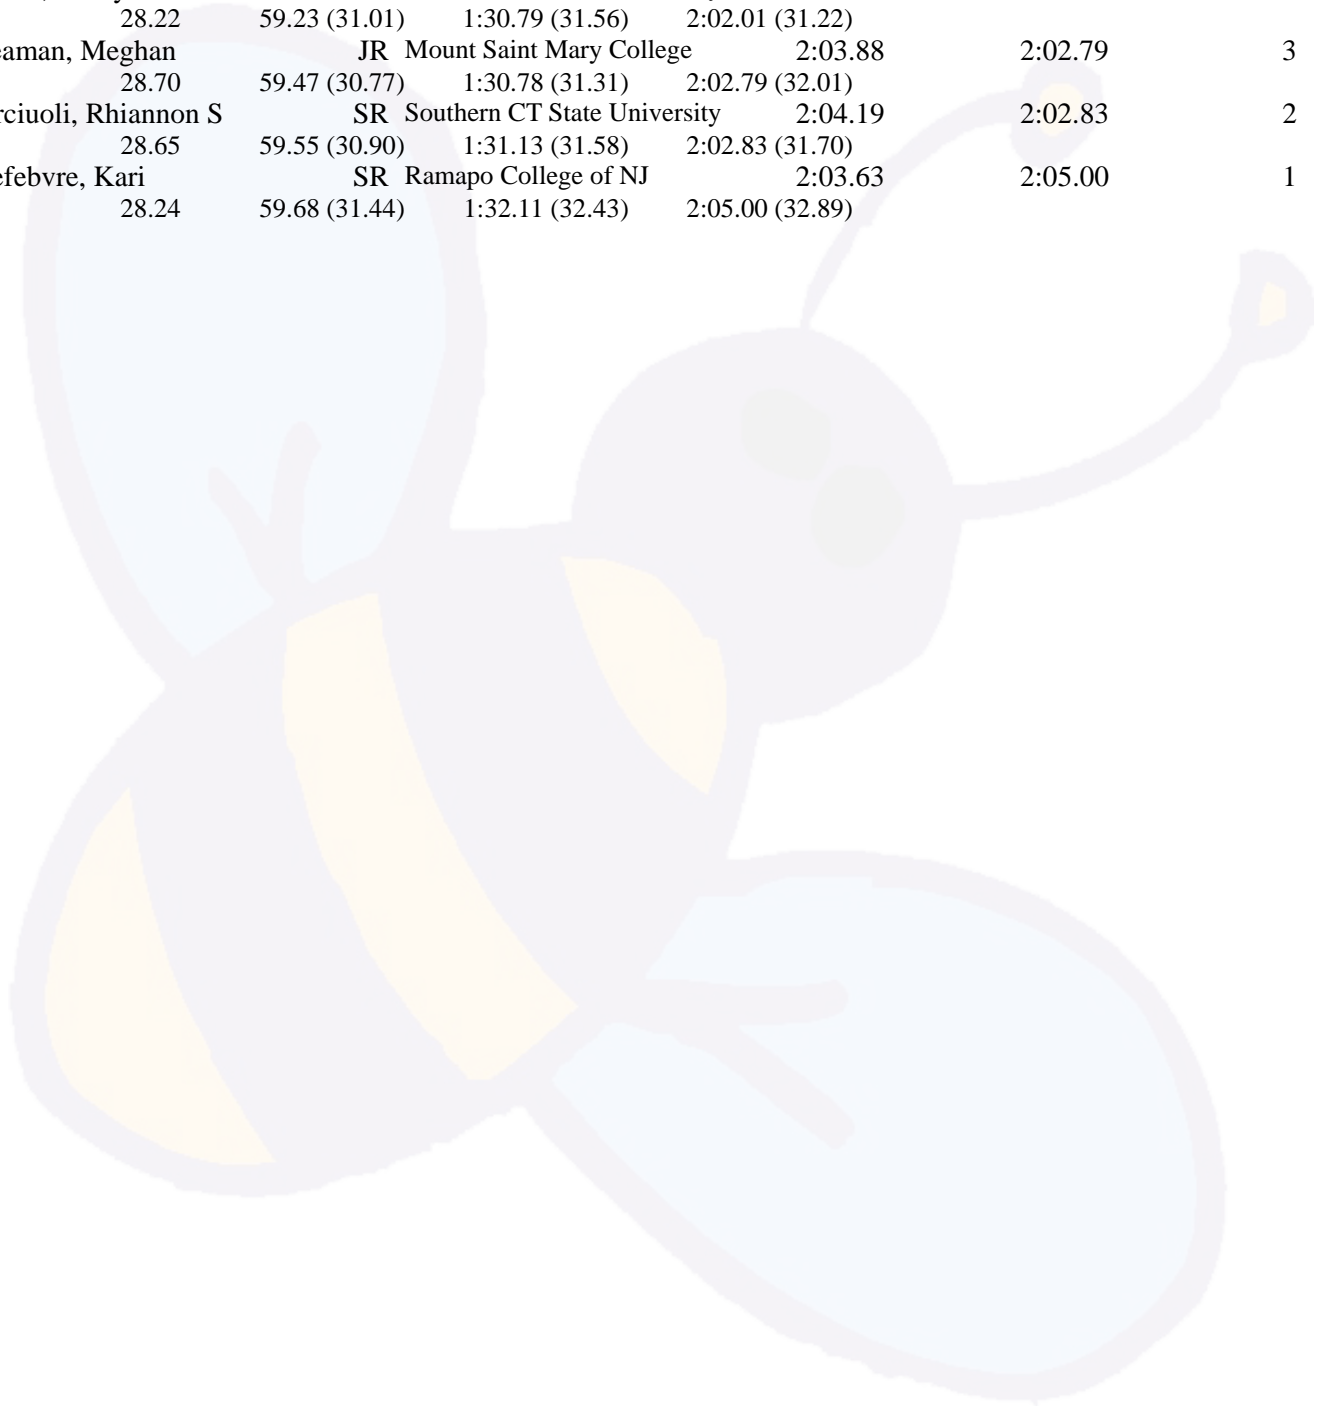 28.22 59.23 (31.01) 1:30.79 (31.56) 2:02.01 (31.22)
eaman, Meghan JR Mount Saint Mary College 2:03.88 2:02.79 3
28.70 59.47 (30.77) 1:30.78 (31.31) 2:02.79 (32.01)
rciuoli, Rhiannon S SR Southern CT State University 2:04.19 2:02.83 2
28.65 59.55 (30.90) 1:31.13 (31.58) 2:02.83 (31.70)
efebvre, Kari SR Ramapo College of NJ 2:03.63 2:05.00 1
28.24 59.68 (31.44) 1:32.11 (32.43) 2:05.00 (32.89)